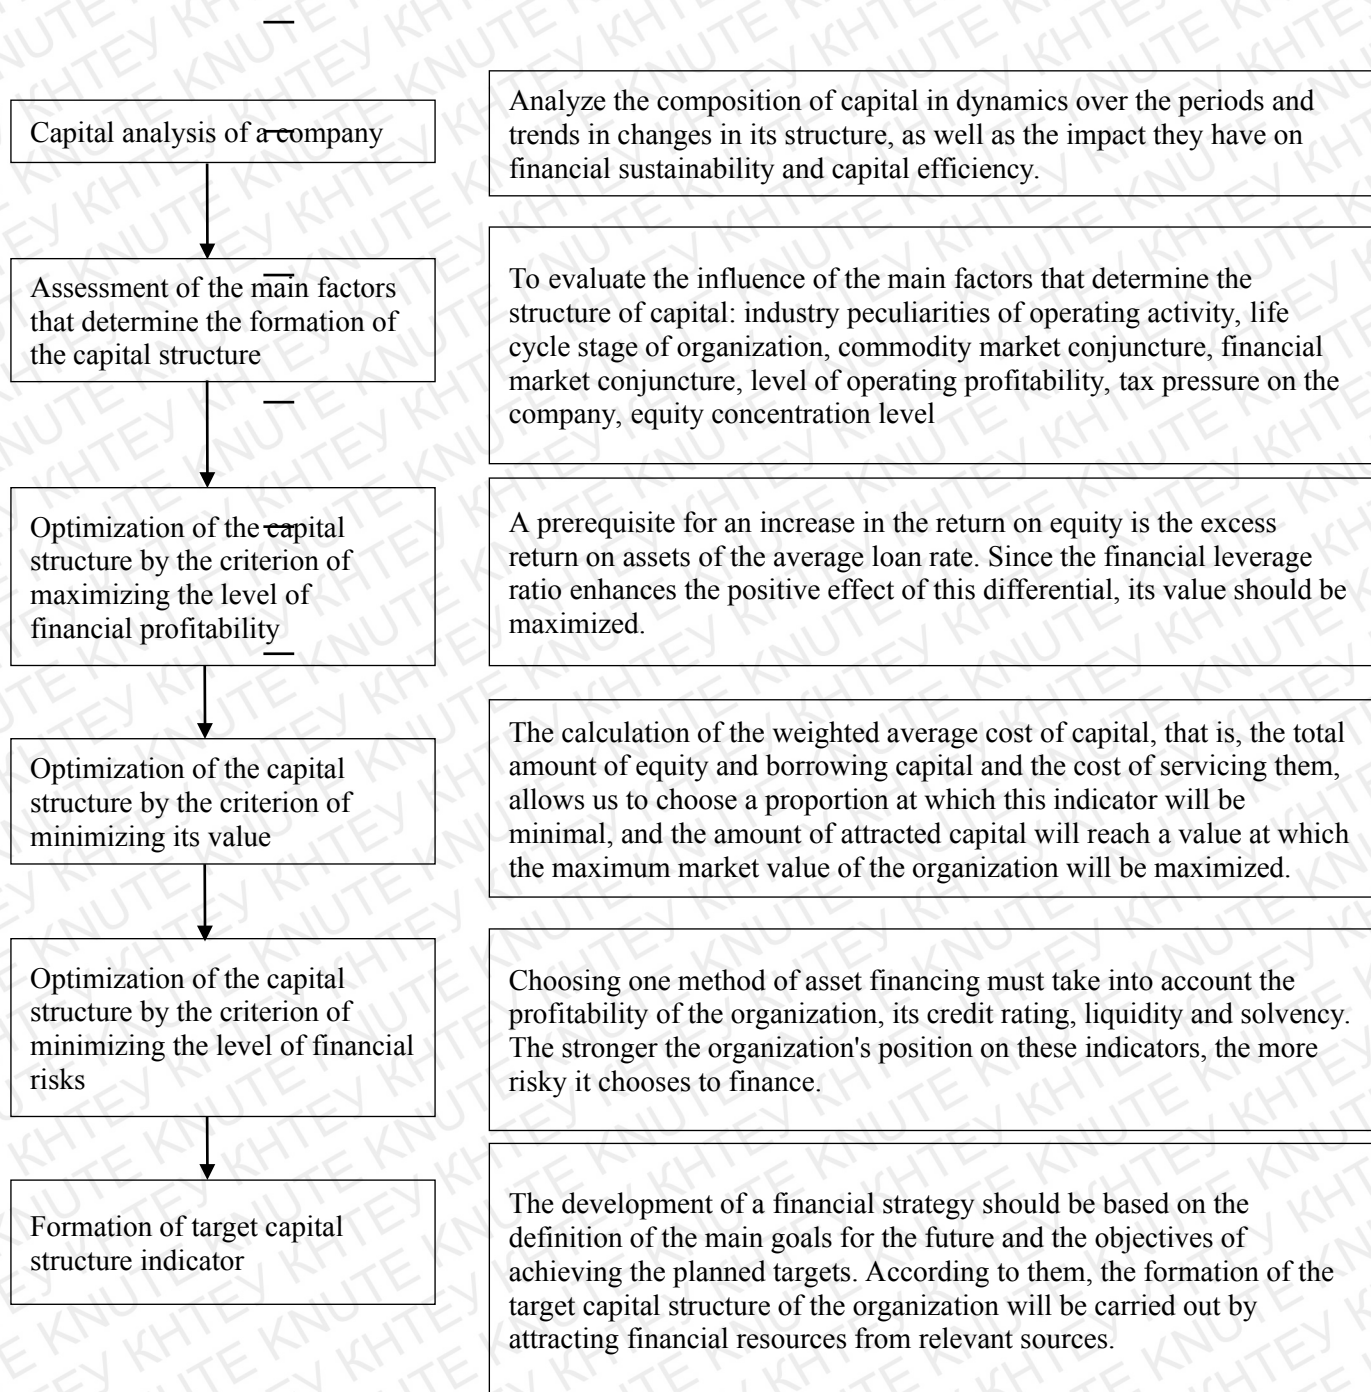 Capital analysis of a company
Analyze the composition of capital in dynamics over the periods and
trends in changes in its structure, as well as the impact they have on
financial sustainability and capital efficiency.
Assessment of the main factors
that determine the formation of
the capital structure
To evaluate the influence of the main factors that determine the
structure of capital: industry peculiarities of operating activity, life
cycle stage of organization, commodity market conjuncture, financial
market conjuncture, level of operating profitability, tax pressure on the
company, equity concentration level
Optimization of the capital
structure by the criterion of
maximizing the level of
financial profitability
A prerequisite for an increase in the return on equity is the excess
return on assets of the average loan rate. Since the financial leverage
ratio enhances the positive effect of this differential, its value should be
maximized.
Optimization of the capital
structure by the criterion of
minimizing its value
The calculation of the weighted average cost of capital, that is, the total
amount of equity and borrowing capital and the cost of servicing them,
allows us to choose a proportion at which this indicator will be
minimal, and the amount of attracted capital will reach a value at which
the maximum market value of the organization will be maximized.
Optimization of the capital
structure by the criterion of
minimizing the level of financial
risks
Choosing one method of asset financing must take into account the
profitability of the organization, its credit rating, liquidity and solvency.
The stronger the organization's position on these indicators, the more
risky it chooses to finance.
Formation of target capital
structure indicator
The development of a financial strategy should be based on the
definition of the main goals for the future and the objectives of
achieving the planned targets. According to them, the formation of the
target capital structure of the organization will be carried out by
attracting financial resources from relevant sources.